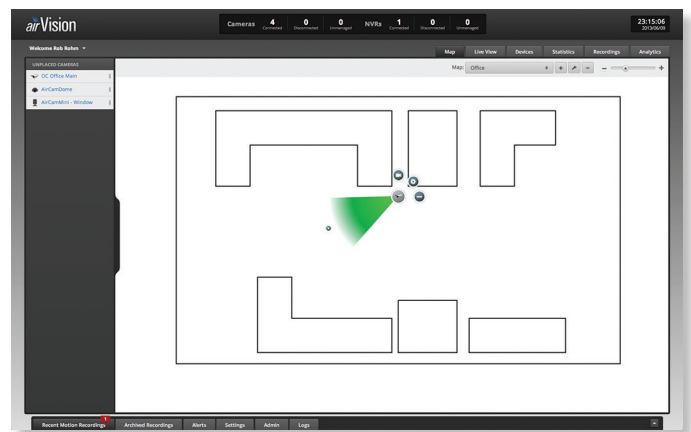 airVision
Cameras 4 Connected 0 Disconnected 0 Unmanaged NVRs 1 Connected 0 Disconnected 0 Unmanaged
23:15:06
2013/06/09
Welcome Rob Rohm
Map Live View Devices Statistics Recordings Analytics
UNPLACED CAMERAS
Map: Office
OC Office Main
AirCamDome
AirCamMini - Window
1
Recent Motion Recordings Archived Recordings Alerts Settings Admin Logs